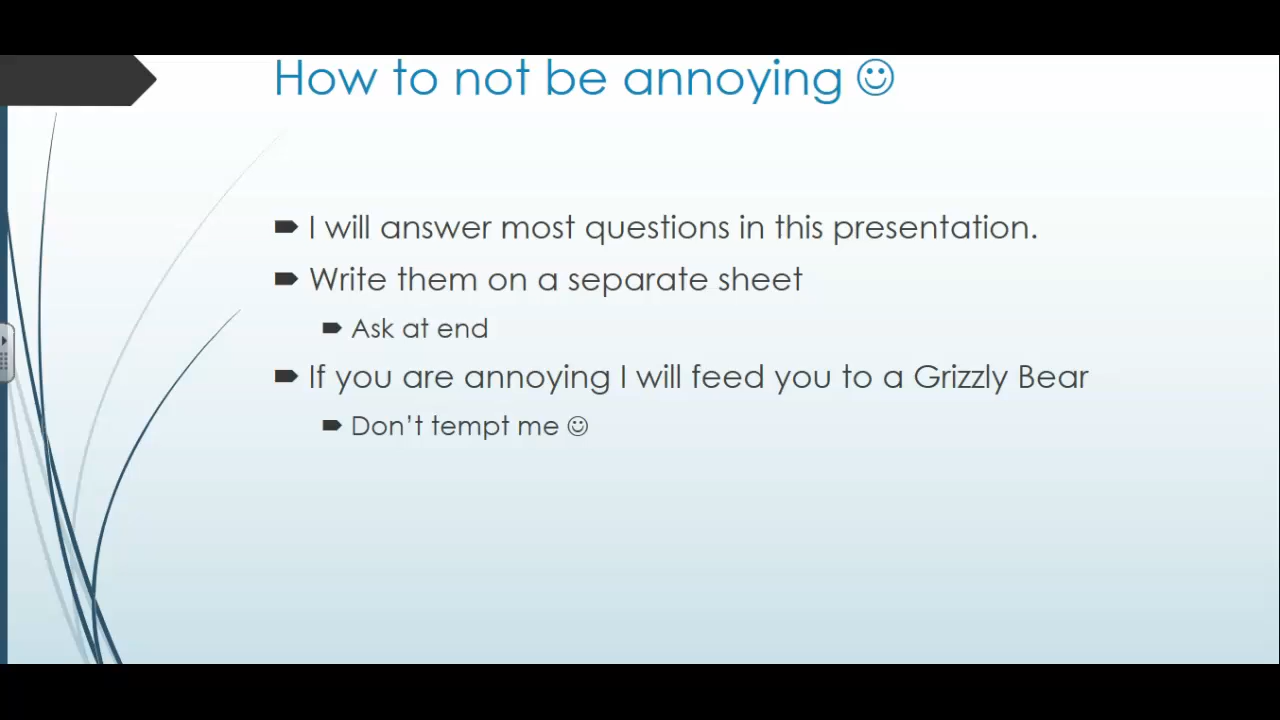 How to not be annoying ☺
I will answer most questions in this presentation.
Write them on a separate sheet
Ask at end
If you are annoying I will feed you to a Grizzly Bear
Don't tempt me ☺